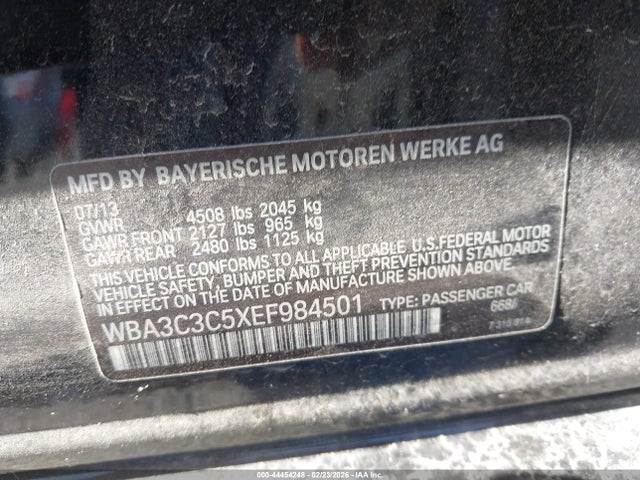 MFD BY BAYERISCHE MOTOREN WERKE AG
07/13
GVWR 4508 lbs 2045 kg
GAWR FRONT 2127 lbs 965 kg
GAWR REAR 2480 lbs 1125 kg
THIS VEHICLE CONFORMS TO ALL APPLICABLE U.S.FEDERAL MOTOR
VEHICLE SAFETY, BUMPER AND THEFT PREVENTION STANDARDS
IN EFFECT ON THE DATE OF MANUFACTURE SHOWN ABOVE.
WBA3C3C5XEF984501 TYPE: PASSENGER CAR
668/
000-44454248 - 02/23/2026 - © IAA Holdings, LLC